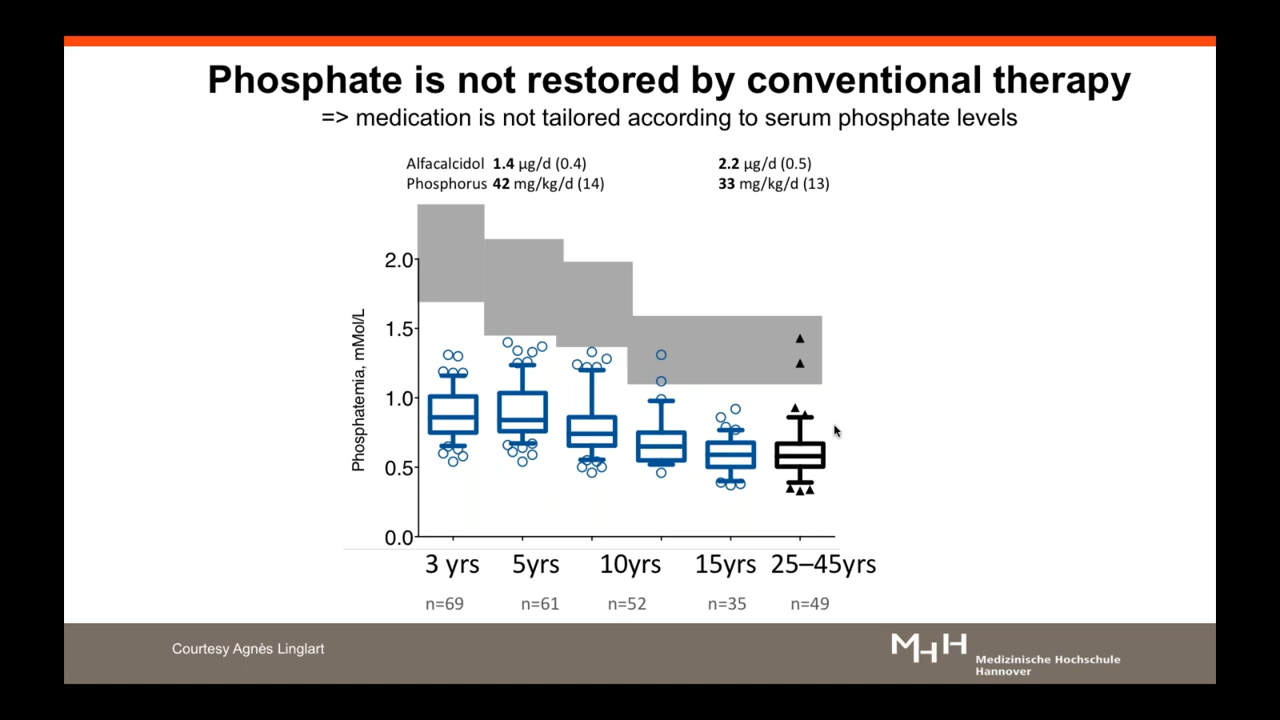 Phosphate is not restored by conventional therapy
=> medication is not tailored according to serum phosphate levels
Alfacalcidol 1.4 µg/d (0.4) 2.2 µg/d (0.5)
Phosphorus 42 mg/kg/d (14) 33 mg/kg/d (13)
Phosphatemia, mMol/L
2.0
1.5
1.0
0.5
0.0
3 yrs 5yrs 10yrs 15yrs 25–45yrs
n=69 n=61 n=52 n=35 n=49
Courtesy Agnès Linglart
MHH
Medizinische Hochschule
Hannover